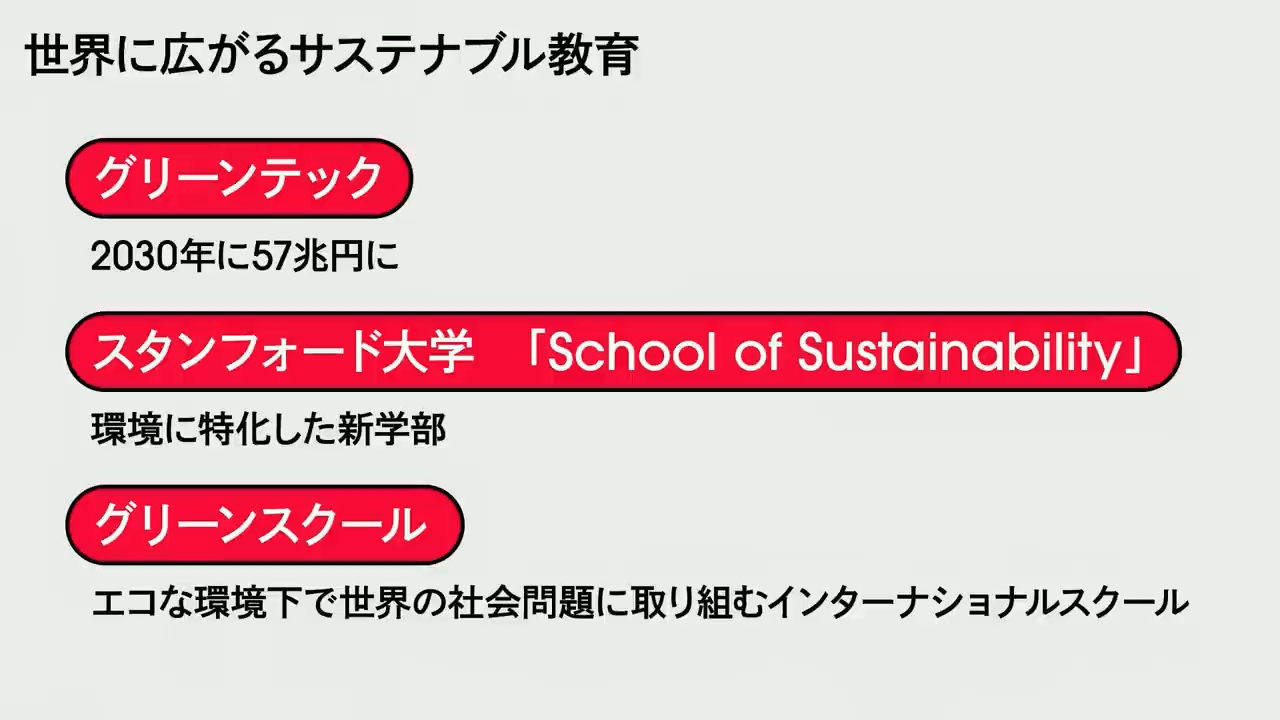 世界に広がるサステナブル教育
グリーンテック
2030年に57兆円に
スタンフォード大学　「School of Sustainability」
環境に特化した新学部
グリーンスクール
エコな環境下で世界の社会問題に取り組むインターナショナルスクール